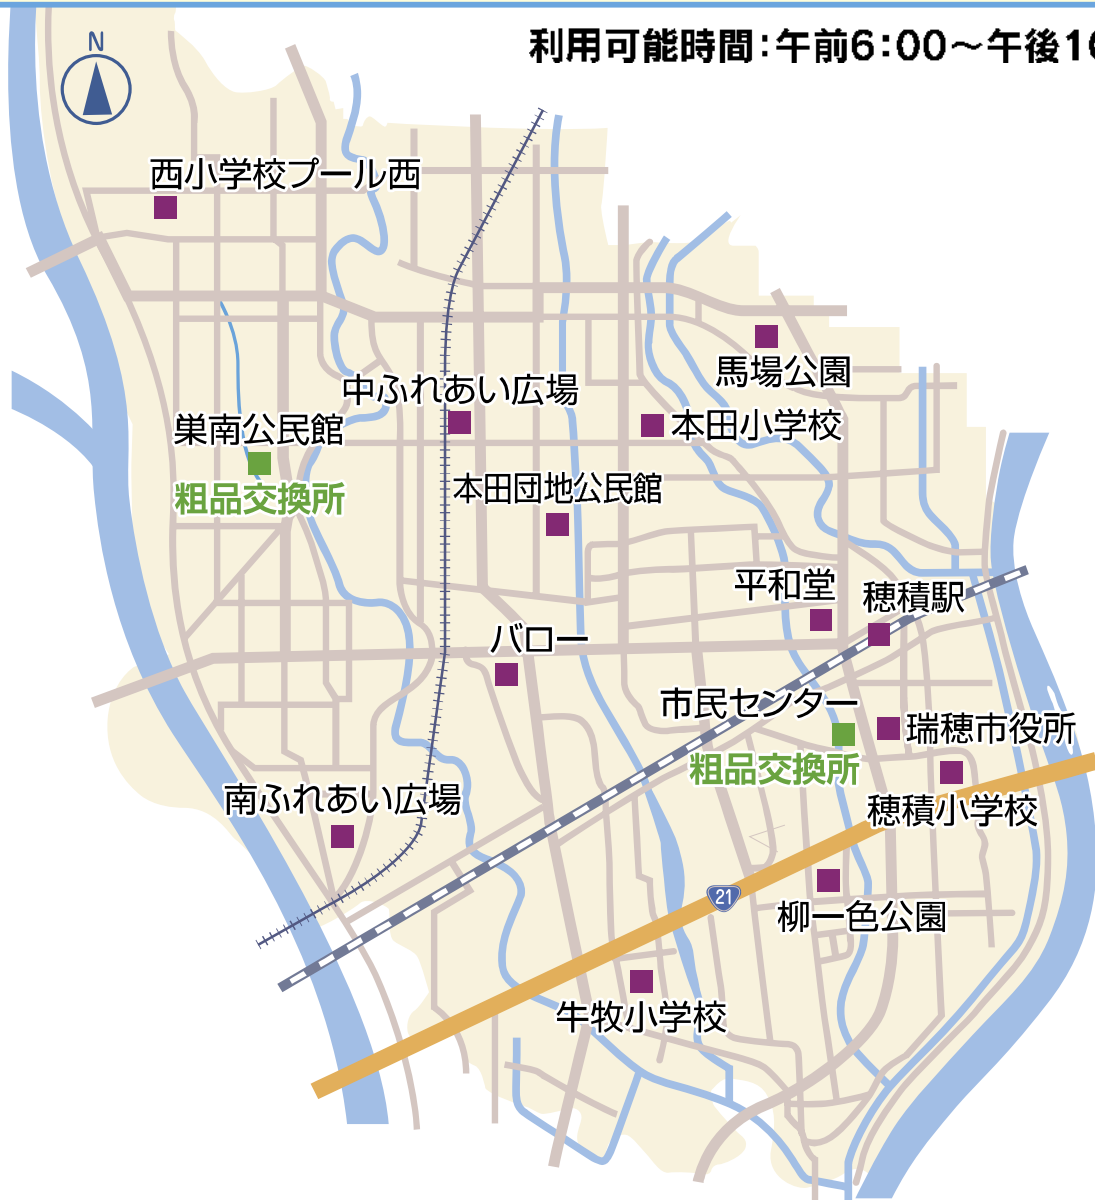 利用可能時間：午前6：00～午後10
N
西小学校プール西
馬場公園
中ふれあい広場
本田小学校
巣南公民館
粗品交換所
本田団地公民館
平和堂
穂積駅
バロー
市民センター
粗品交換所
瑞穂市役所
南ふれあい広場
穂積小学校
21
柳一色公園
牛牧小学校